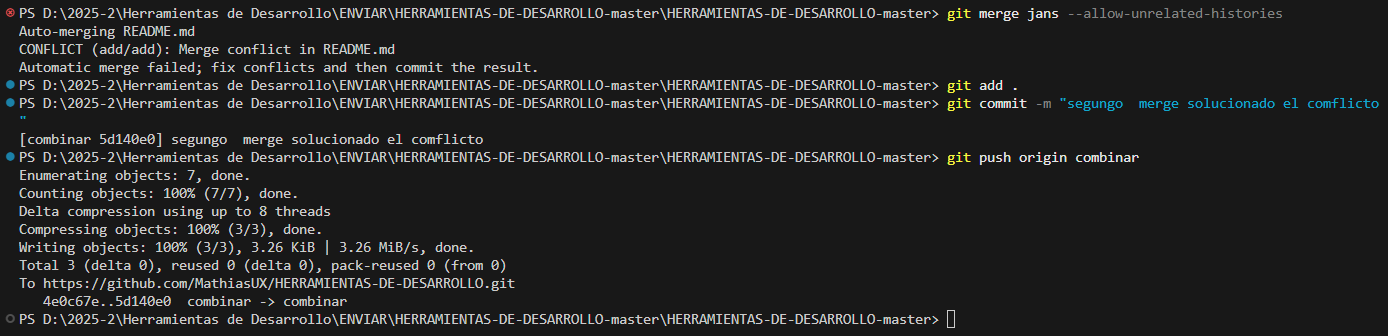 PS D:\2025-2\Herramientas de Desarrollo\ENVIAR\HERRAMIENTAS-DE-DESARROLLO-master\HERRAMIENTAS-DE-DESARROLLO-master> git merge jans --allow-unrelated-histories
Auto-merging README.md
CONFLICT (add/add): Merge conflict in README.md
Automatic merge failed; fix conflicts and then commit the result.
PS D:\2025-2\Herramientas de Desarrollo\ENVIAR\HERRAMIENTAS-DE-DESARROLLO-master\HERRAMIENTAS-DE-DESARROLLO-master> git add .
PS D:\2025-2\Herramientas de Desarrollo\ENVIAR\HERRAMIENTAS-DE-DESARROLLO-master\HERRAMIENTAS-DE-DESARROLLO-master> git commit -m "segungo  merge solucionado el comflicto
"
[combinar 5d140e0] segungo  merge solucionado el comflicto
PS D:\2025-2\Herramientas de Desarrollo\ENVIAR\HERRAMIENTAS-DE-DESARROLLO-master\HERRAMIENTAS-DE-DESARROLLO-master> git push origin combinar
Enumerating objects: 7, done.
Counting objects: 100% (7/7), done.
Delta compression using up to 8 threads
Compressing objects: 100% (3/3), done.
Writing objects: 100% (3/3), 3.26 KiB | 3.26 MiB/s, done.
Total 3 (delta 0), reused 0 (delta 0), pack-reused 0 (from 0)
To https://github.com/MathiasUX/HERRAMIENTAS-DE-DESARROLLO.git
   4e0c67e..5d140e0  combinar -> combinar
PS D:\2025-2\Herramientas de Desarrollo\ENVIAR\HERRAMIENTAS-DE-DESARROLLO-master\HERRAMIENTAS-DE-DESARROLLO-master>